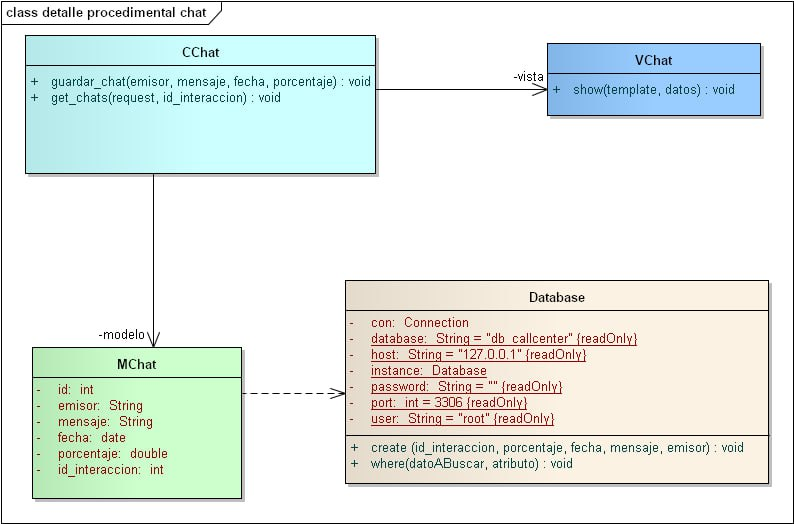 class detalle procedimental chat
CChat
+ guardar_chat(emisor, mensaje, fecha, porcentaje) : void
+ get_chats(request, id_interaccion) : void
-vista
VChat
+ show(template, datos) : void
-modelo
MChat
- id: int
- emisor: String
- mensaje: String
- fecha: date
- porcentaje: double
- id_interaccion: int
Database
- con: Connection
- database: String = "db_callcenter" {readOnly}
- host: String = "127.0.0.1" {readOnly}
- instance: Database
- password: String = "" {readOnly}
- port: int = 3306 {readOnly}
- user: String = "root" {readOnly}
+ create (id_interaccion, porcentaje, fecha, mensaje, emisor) : void
+ where(datoABuscar, atributo) : void